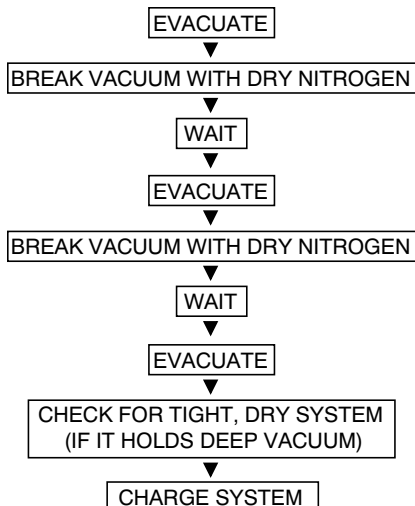 EVACUATE
BREAK VACUUM WITH DRY NITROGEN
WAIT
EVACUATE
BREAK VACUUM WITH DRY NITROGEN
WAIT
EVACUATE
CHECK FOR TIGHT, DRY SYSTEM
(IF IT HOLDS DEEP VACUUM)
CHARGE SYSTEM